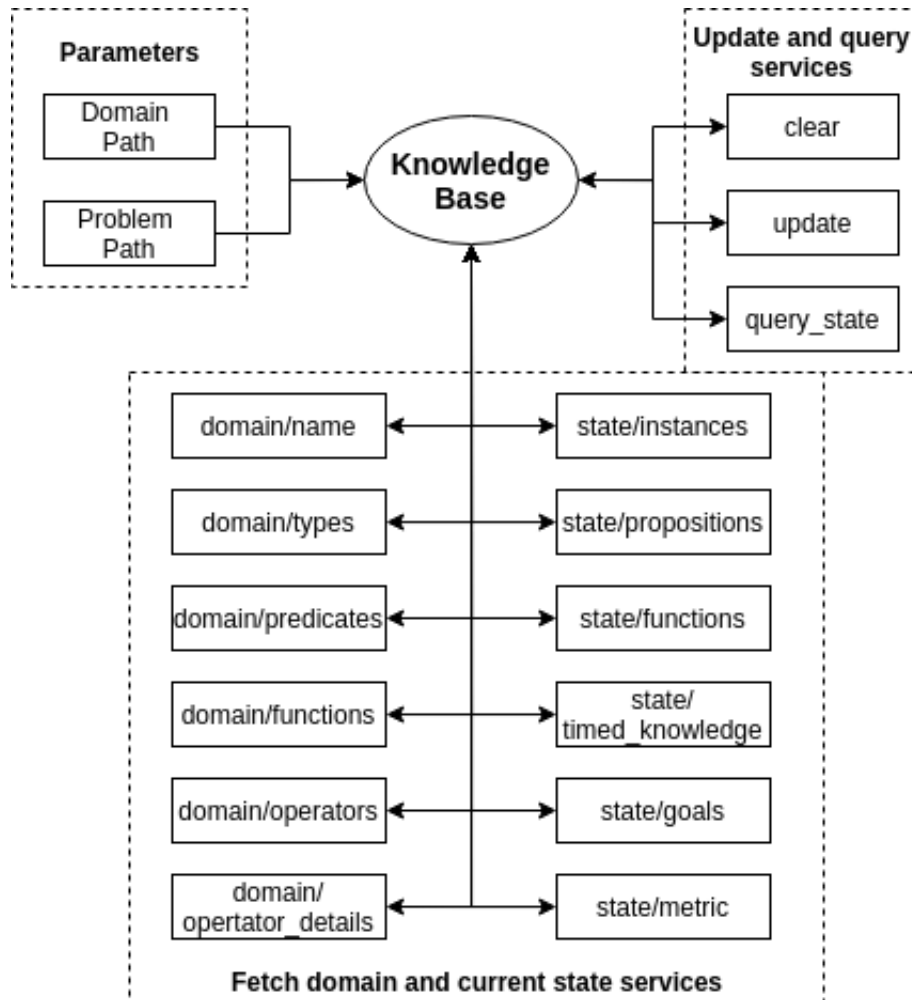 Parameters
Domain
Path
Problem
Path
Knowledge
Base
Update and query
services
clear
update
query_state
domain/name
state/instances
domain/types
state/propositions
domain/predicates
state/functions
domain/functions
state/
timed_knowledge
domain/operators
state/goals
domain/
opertator_details
state/metric
Fetch domain and current state services